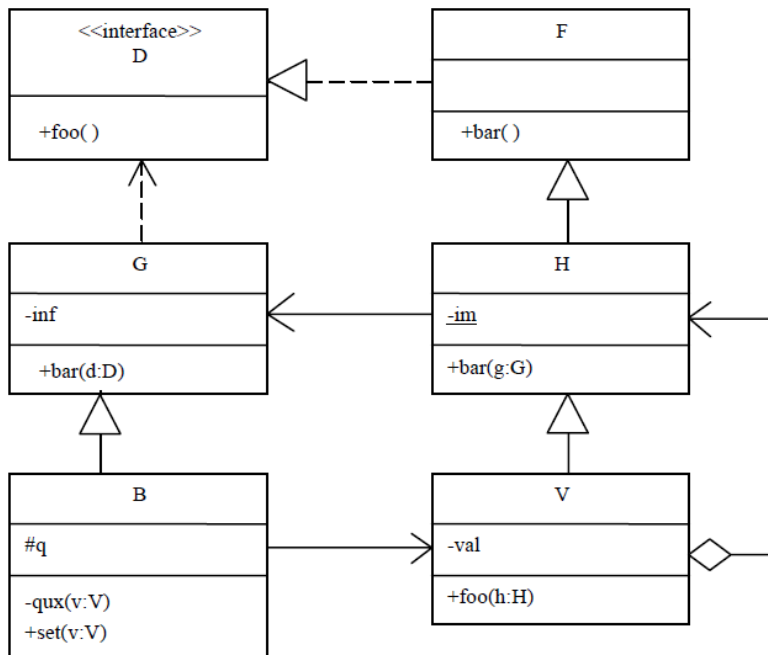 <<interface>>
D
+foo( )
F
+bar( )
G
-inf
+bar(d:D)
H
-im
+bar(g:G)
B
#q
-qux(v:V)
+set(v:V)
V
-val
+foo(h:H)